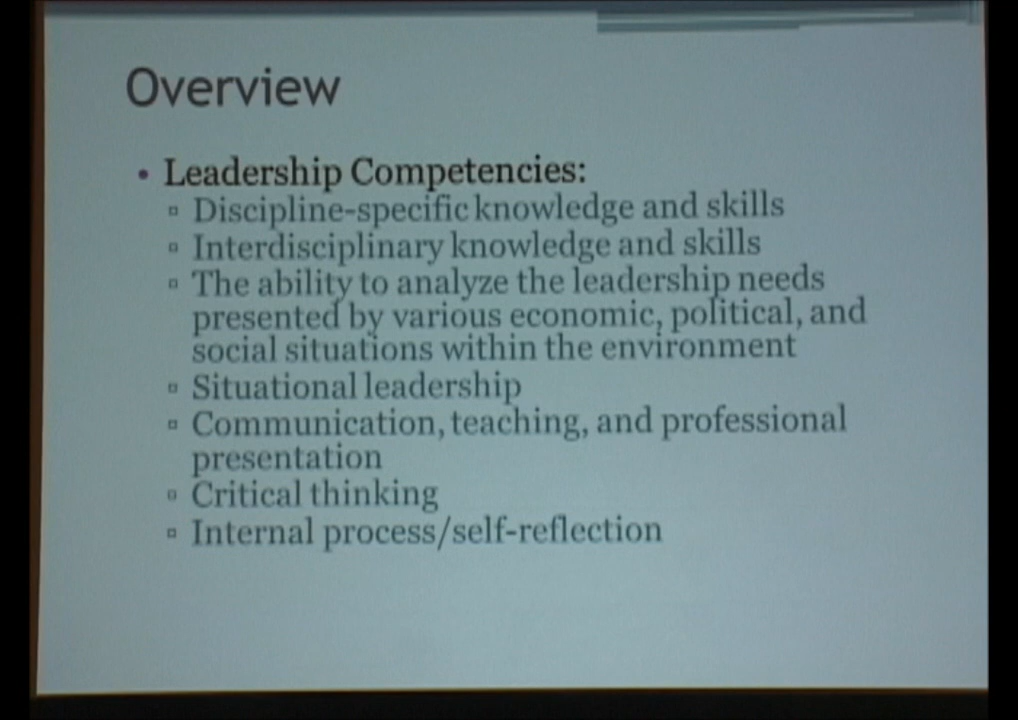 Overview
• Leadership Competencies:
▫ Discipline-specific knowledge and skills
▫ Interdisciplinary knowledge and skills
▫ The ability to analyze the leadership needs
presented by various economic, political, and
social situations within the environment
▫ Situational leadership
▫ Communication, teaching, and professional
presentation
▫ Critical thinking
▫ Internal process/self-reflection